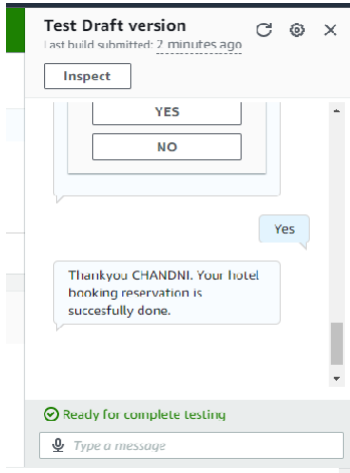 Test Draft version
Last build submitted: 2 minutes ago
Inspect
YES
NO
Yes
Thankyou CHANDNI. Your hotel
booking reservation is
succesfully done.
Ready for complete testing
Type a message